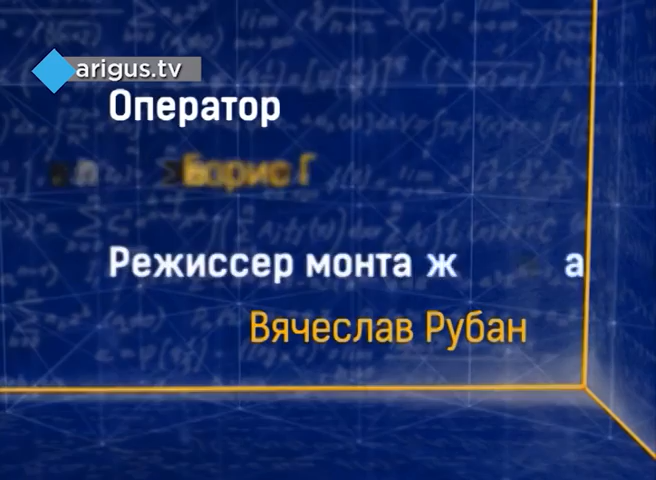 arigus.tv
Оператор
Борис Г
Режиссер монта ж а
Вячеслав Рубан